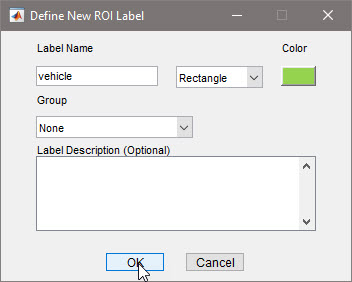 Define New ROI Label
Label Name Color
vehicle Rectangle
Group
None
Label Description (Optional)
OK Cancel